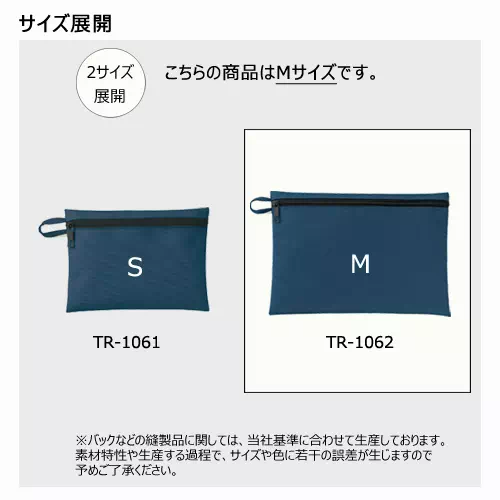 サイズ展開
2サイズ
展開
こちらの商品はMサイズです。
S
M
TR-1061
TR-1062
※バックなどの縫製品に関しては、当社基準に合わせて生産しております。
素材特性や生産する過程で、サイズや色に若干の誤差が生じますので
予めご了承ください。